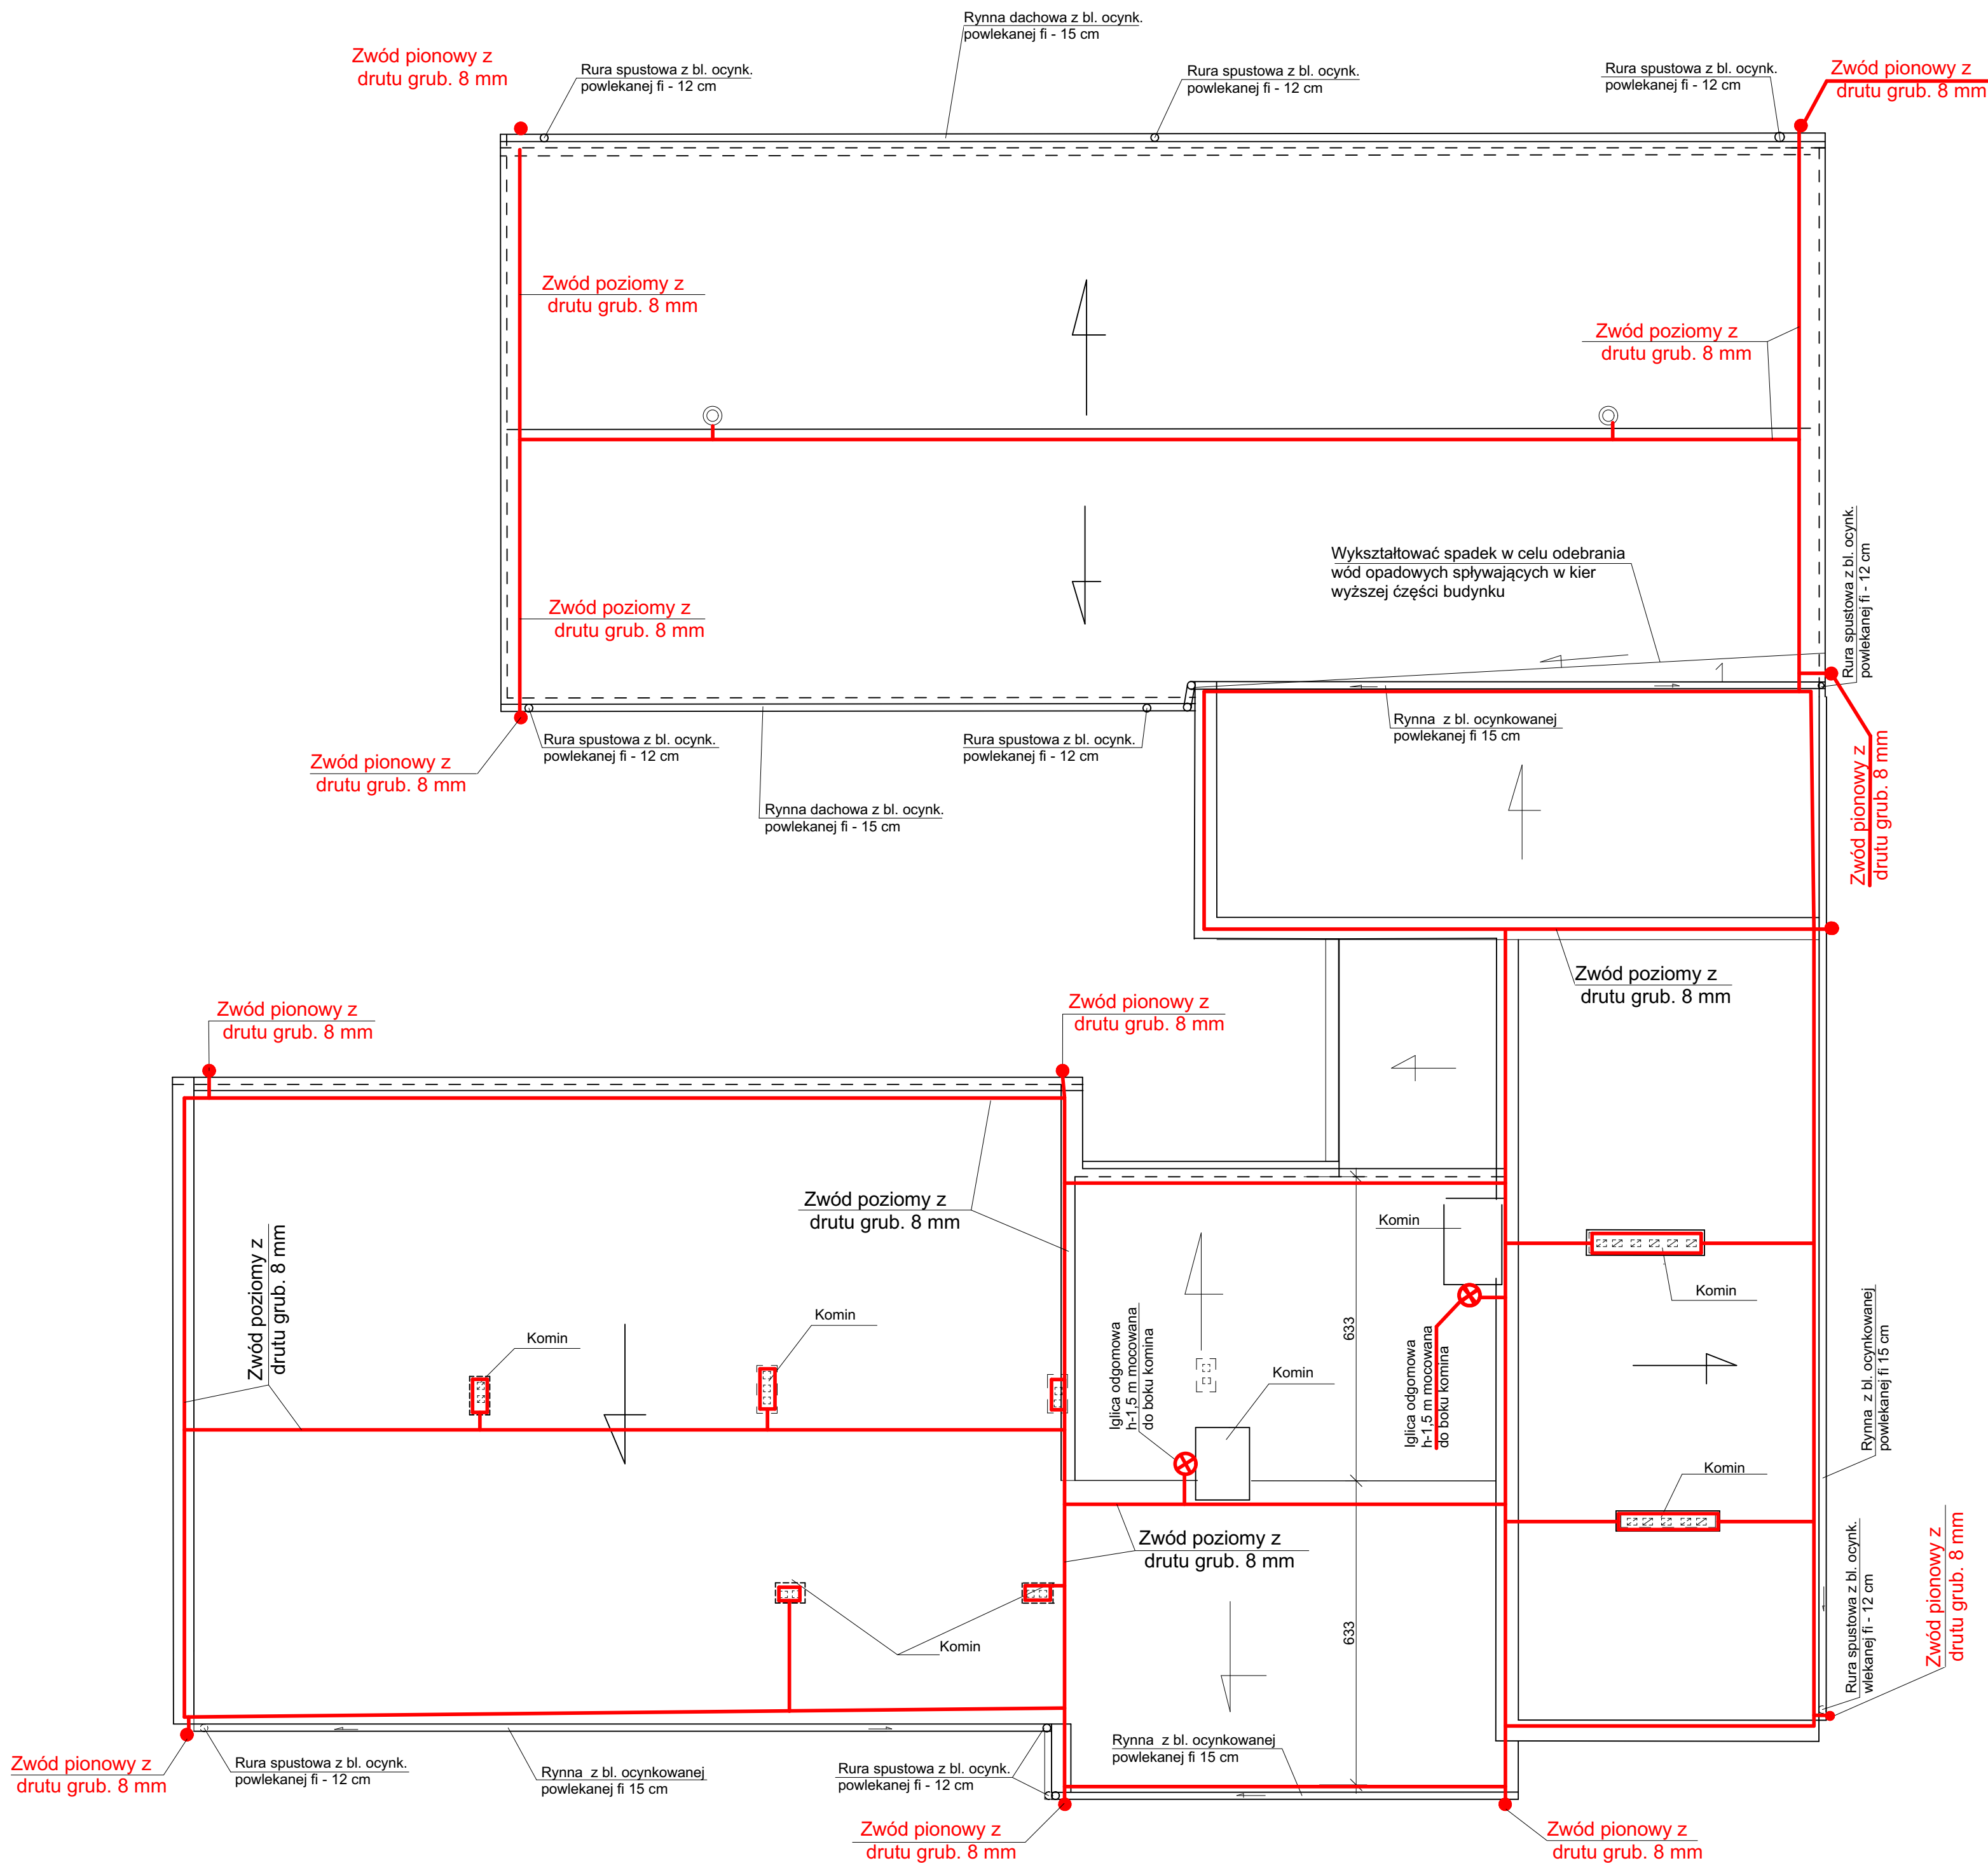 Rynna dachowa z bl. ocynk.
powlekanej fi - 15 cm
Zwód pionowy z
drutu grub. 8 mm
Rura spustowa z bl. ocynk.
powlekanej fi - 12 cm
Rura spustowa z bl. ocynk.
powlekanej fi - 12 cm
Rura spustowa z bl. ocynk.
powlekanej fi - 12 cm
Zwód pionowy z
drutu grub. 8 mm
Zwód poziomy z
drutu grub. 8 mm
Zwód poziomy z
drutu grub. 8 mm
Wykształtować spadek w celu odebrania
wód opadowych spływających w kier
wyższej ćzęści budynku
Rura spustowa z bl. ocynk.
powlekanej fi - 12 cm
Zwód poziomy z
drutu grub. 8 mm
Rynna z bl. ocynkowanej
powlekanej fi 15 cm
Zwód pionowy z
drutu grub. 8 mm
Rura spustowa z bl. ocynk.
powlekanej fi - 12 cm
Rura spustowa z bl. ocynk.
powlekanej fi - 12 cm
Zwód pionowy z
drutu grub. 8 mm
Rynna dachowa z bl. ocynk.
powlekanej fi - 15 cm
Zwód poziomy z
drutu grub. 8 mm
Zwód pionowy z
drutu grub. 8 mm
Zwód pionowy z
drutu grub. 8 mm
Zwód poziomy z
drutu grub. 8 mm
Komin
Zwód poziomy z
drutu grub. 8 mm
Komin
Komin
Komin
633
Iglica odgomowa
h-1,5 m mocowana
do boku komina
Komin
Iglica odgomowa
h-1,5 m mocowana
do boku komina
Rynna z bl. ocynkowanej
powlekanej fi 15 cm
Komin
Zwód poziomy z
drutu grub. 8 mm
Rura spustowa z bl. ocynk.
wlekanej fi - 12 cm
Zwód pionowy z
drutu grub. 8 mm
Komin
633
Rynna z bl. ocynkowanej
powlekanej fi 15 cm
Zwód pionowy z
drutu grub. 8 mm
Rura spustowa z bl. ocynk.
powlekanej fi - 12 cm
Rynna z bl. ocynkowanej
powlekanej fi 15 cm
Rura spustowa z bl. ocynk.
powlekanej fi - 12 cm
Zwód pionowy z
drutu grub. 8 mm
Zwód pionowy z
drutu grub. 8 mm